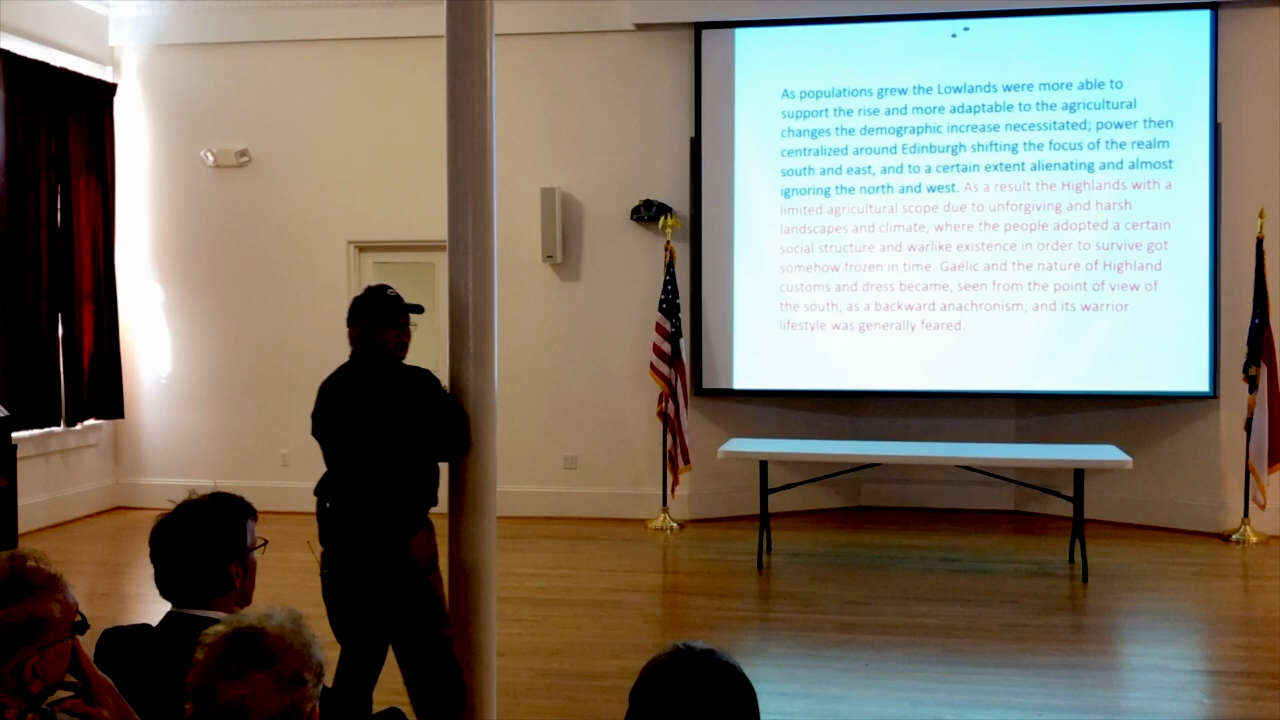 As populations grew the Lowlands were more able to
support the rise and more adaptable to the agricultural
changes the demographic increase necessitated; power then
centralized around Edinburgh shifting the focus of the realm
south and east, and to a certain extent alienating and almost
ignoring the north and west. As a result the Highlands with a
limited agricultural scope due to unforgiving and harsh
landscapes and climate, where the people adopted a certain
social structure and warlike existence in order to survive got
somehow frozen in time. Gaelic and the nature of Highland
customs and dress became, seen from the point of view of
the south, as a backward anachronism, and its warrior
lifestyle was generally feared.